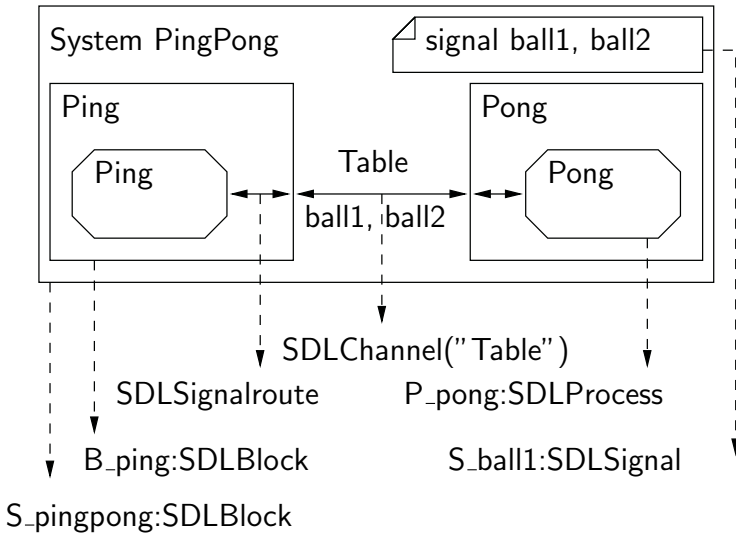 System PingPong
signal ball1, ball2
Ping
Pong
Ping
Table
Pong
ball1, ball2
SDLChannel("Table")
SDLSignalroute
P_pong:SDLProcess
B_ping:SDLBlock
S_ball1:SDLSignal
S_pingpong:SDLBlock